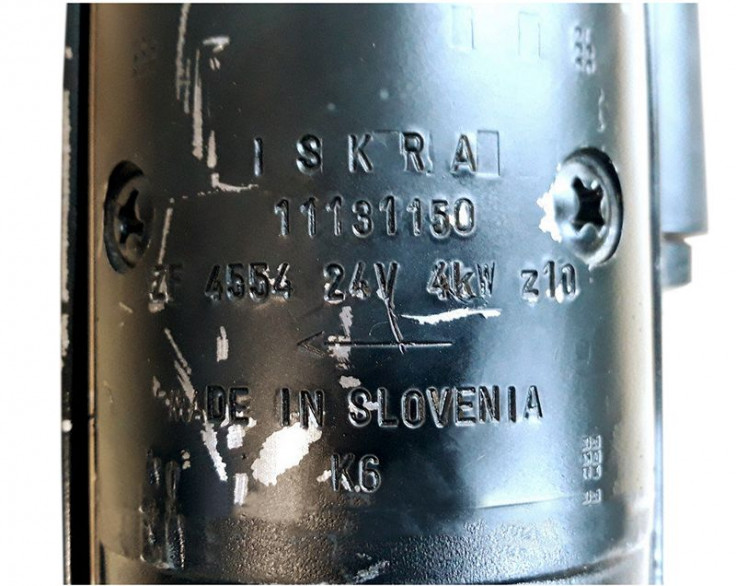 ISKRA
11131150
ZF 4554 24V 4kW z10
MADE IN SLOVENIA
K6